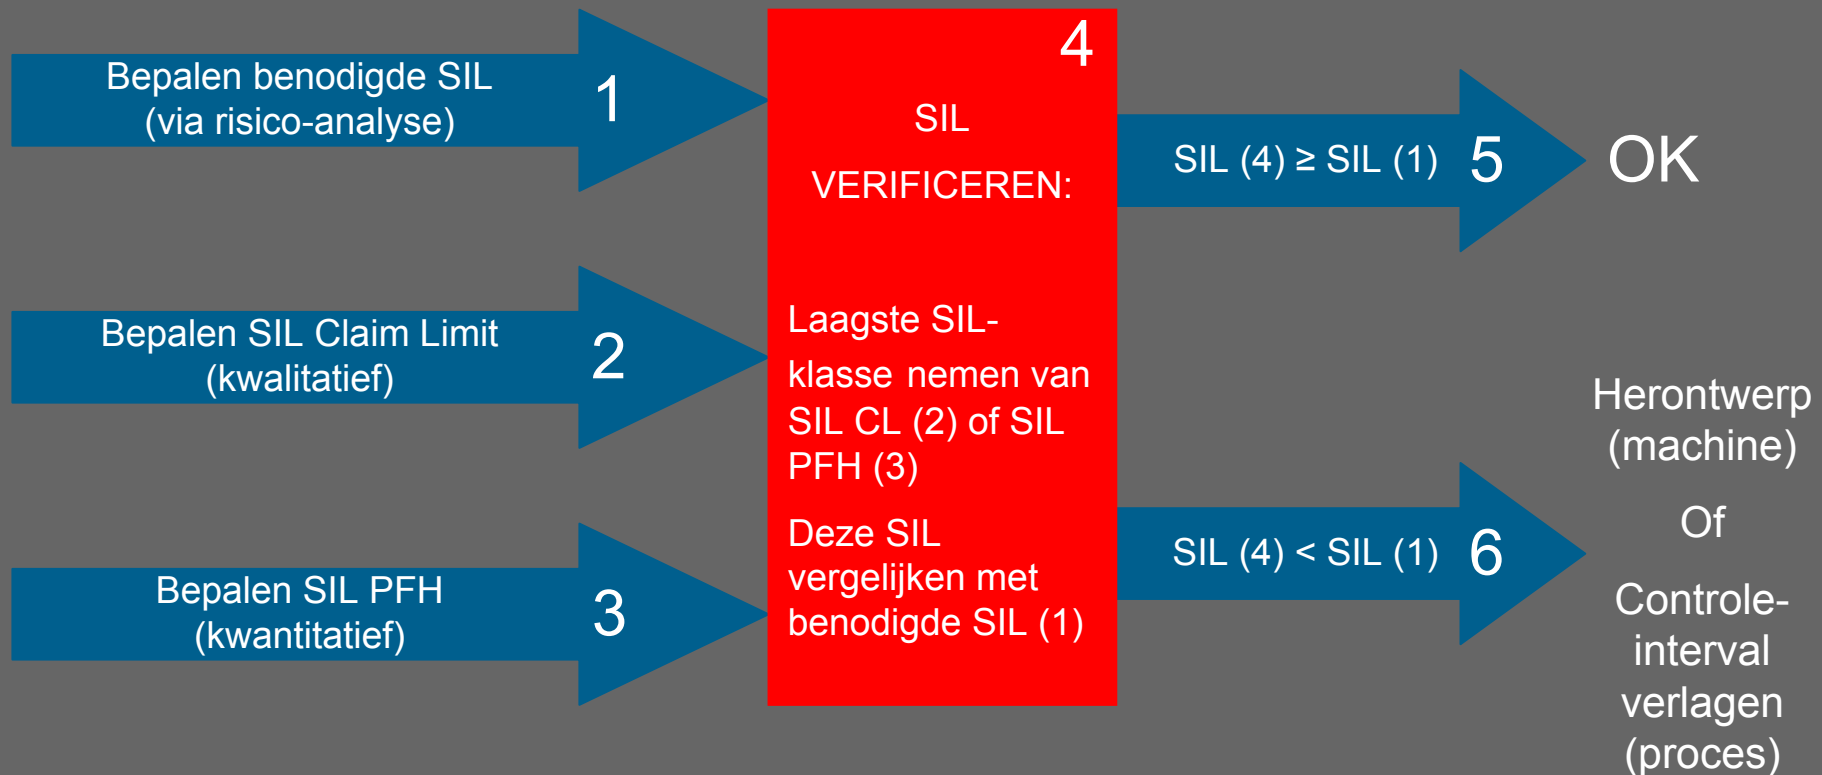 Bepalen benodigde SIL
(via risico-analyse)
1
Bepalen SIL Claim Limit
(kwalitatief)
2
Bepalen SIL PFH
(kwantitatief)
3
4
SIL
VERIFICEREN:
Laagste SIL-
klasse nemen van
SIL CL (2) of SIL
PFH (3)
Deze SIL
vergelijken met
benodigde SIL (1)
SIL (4) ≥ SIL (1)
5
OK
SIL (4) < SIL (1)
6
Herontwerp
(machine)
Of
Controle-
interval
verlagen
(proces)